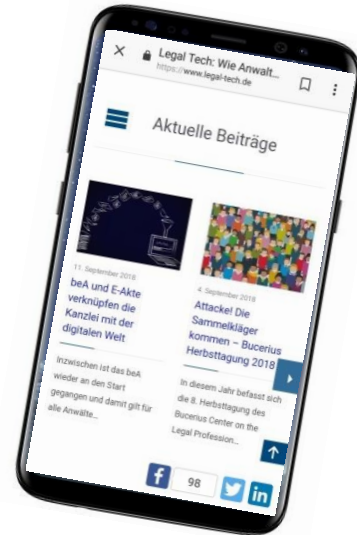 Legal Tech: Wie Anwalt...
https://www.legal-tech.de
Aktuelle Beiträge
11. September 2018
beA und E-Akte
verknüpfen die
Kanzlei mit der
digitalen Welt
Inzwischen ist das beA
wieder an den Start
gegangen und damit gilt für
alle Anwälte...
4. September 2018
Attacke! Die
Sammelkläger
kommen – Bucerius
Herbsttagung 2018
In diesem Jahr befasst sich
die 8. Herbsttagung des
Bucerius Center on the
Legal Profession...
f
98
in